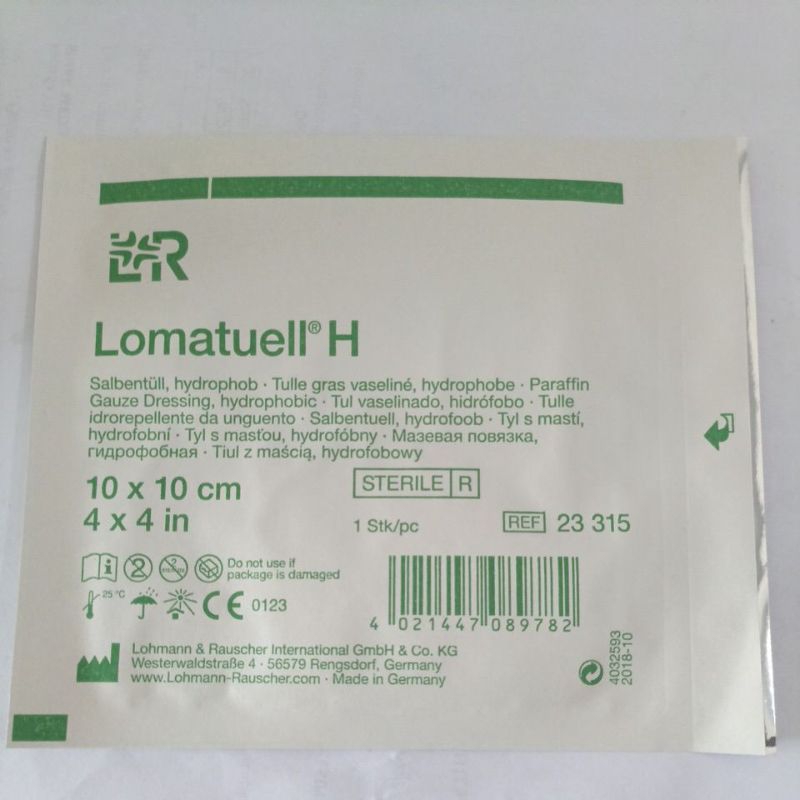 L&R
Lomatuell® H
Salbentüll, hydrophob · Tulle gras vaseliné, hydrophobe · Paraffin
Gauze Dressing, hydrophobic · Tul vaselinado, hidrófobo · Tulle
idrorepellente da unguento · Salbentuell, hydrofoob · Tyl s mastí,
hydrofobní · Tyl s masťou, hydrofóbny · Мазевая повязка,
гидрофобная · Tiul z maścią, hydrofobowy
10 x 10 cm
4 x 4 in
STERILE R
1 Stk/pc
REF 23 315
Do not use if
package is damaged
25 °C
CE 0123
4 021447 089782
Lohmann & Rauscher International GmbH & Co. KG
Westerwaldstraße 4 · 56579 Rengsdorf, Germany
www.Lohmann-Rauscher.com · Made in Germany
4032593
2018-10